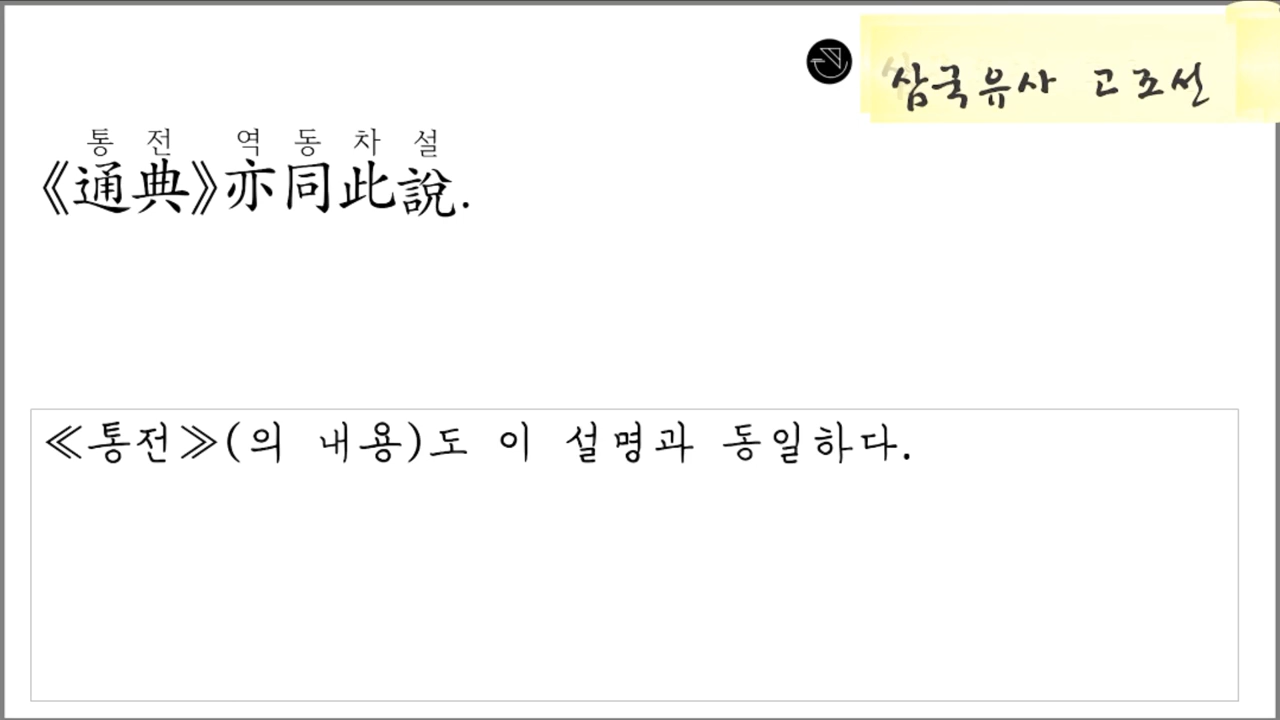 삼국유사 고조선
통전 역동차설
《通典》亦同此說.
≪통전≫(의 내용)도 이 설명과 동일하다.